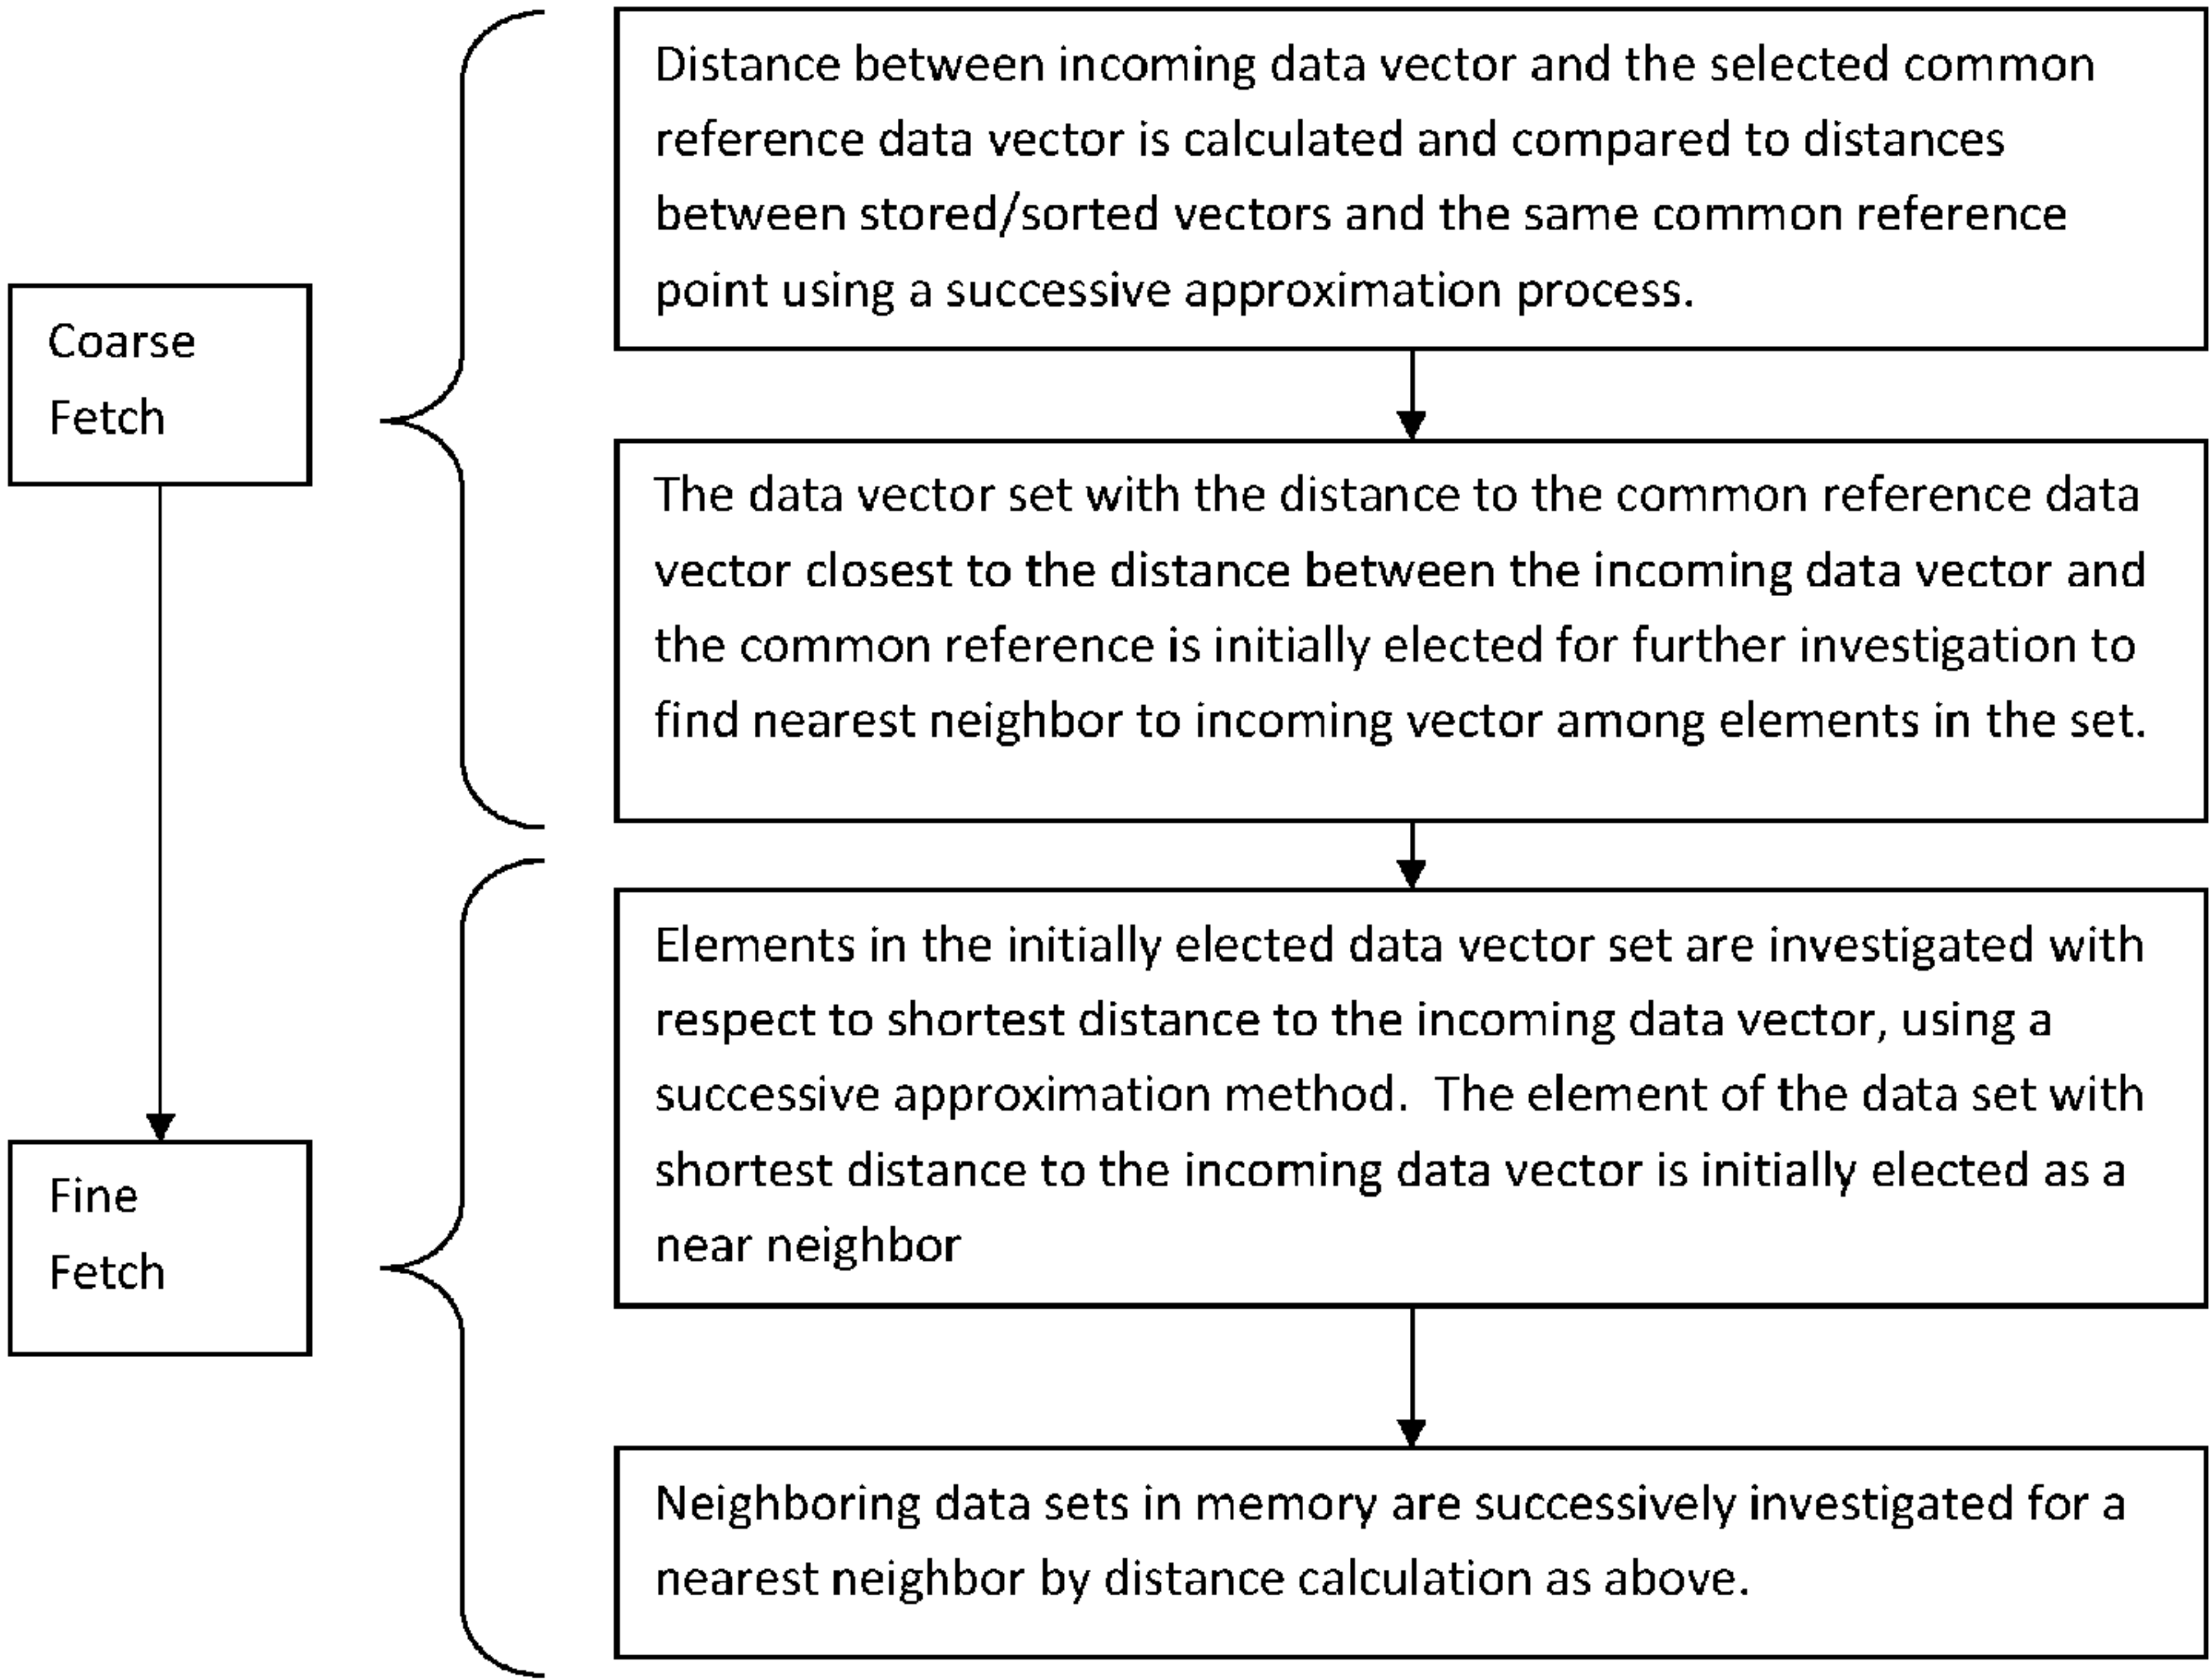 Distance between incoming data vector and the selected common
reference data vector is calculated and compared to distances
between stored/sorted vectors and the same common reference
point using a successive approximation process.
Coarse
Fetch
The data vector set with the distance to the common reference data
vector closest to the distance between the incoming data vector and
the common reference is initially elected for further investigation to
find nearest neighbor to incoming vector among elements in the set.
Elements in the initially elected data vector set are investigated with
respect to shortest distance to the incoming data vector, using a
successive approximation method.  The element of the data set with
shortest distance to the incoming data vector is initially elected as a
near neighbor
Fine
Fetch
Neighboring data sets in memory are successively investigated for a
nearest neighbor by distance calculation as above.